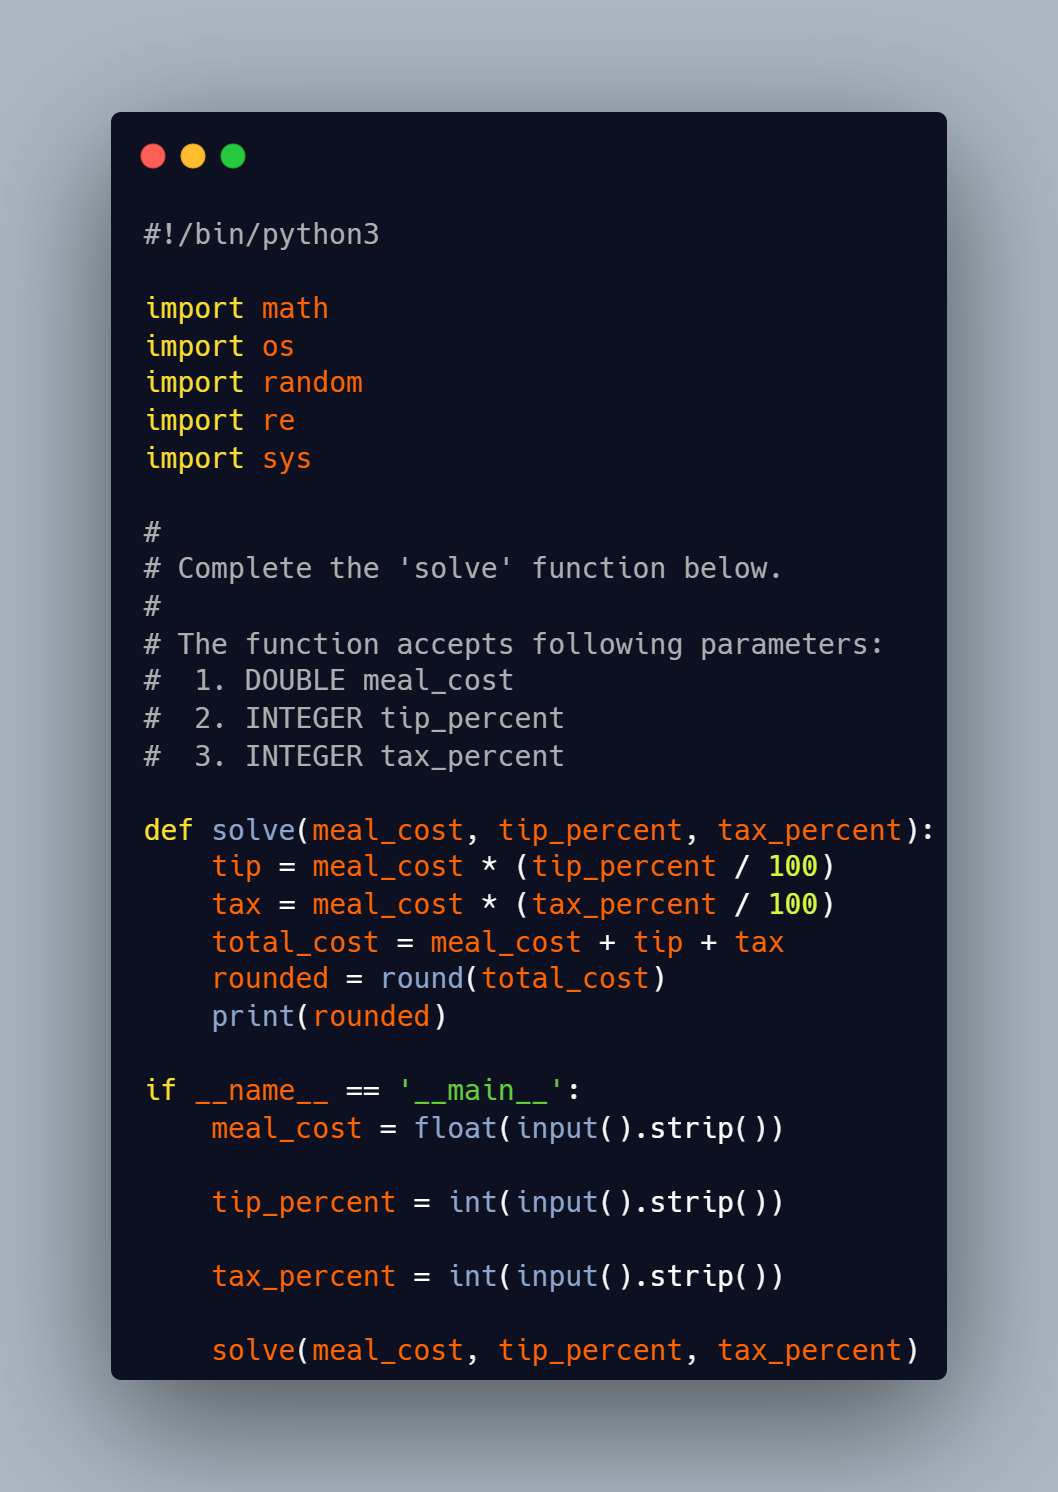 #!/bin/python3

import math
import os
import random
import re
import sys

#
# Complete the 'solve' function below.
#
# The function accepts following parameters:
#  1. DOUBLE meal_cost
#  2. INTEGER tip_percent
#  3. INTEGER tax_percent

def solve(meal_cost, tip_percent, tax_percent):
    tip = meal_cost * (tip_percent / 100)
    tax = meal_cost * (tax_percent / 100)
    total_cost = meal_cost + tip + tax
    rounded = round(total_cost)
    print(rounded)

if __name__ == '__main__':
    meal_cost = float(input().strip())

    tip_percent = int(input().strip())

    tax_percent = int(input().strip())

    solve(meal_cost, tip_percent, tax_percent)